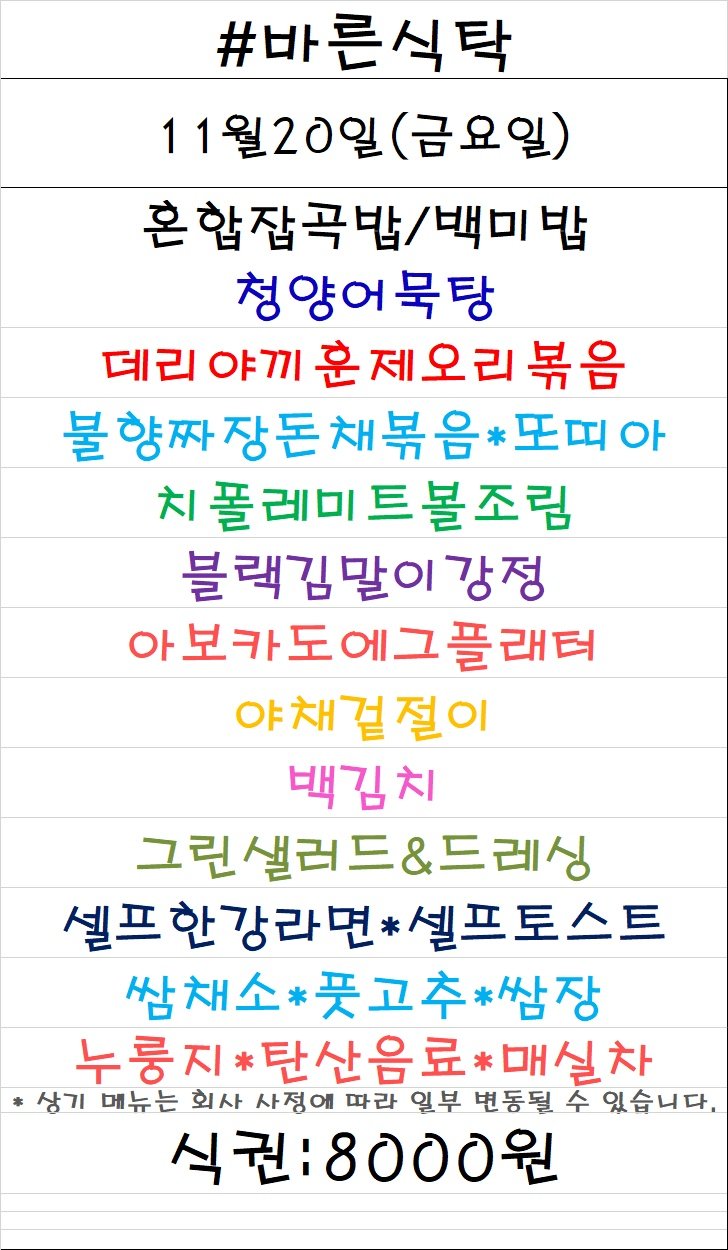 #바른식탁
11월20일(금요일)
혼합잡곡밥/백미밥
청양어묵탕
데리야끼훈제오리볶음
불향짜장돈채볶음*또띠아
치폴레미트볼조림
블랙김말이강정
아보카도에그플래터
야채겉절이
백김치
그린샐러드&드레싱
셀프한강라면*셀프토스트
쌈채소*풋고추*쌈장
누룽지*탄산음료*매실차
* 상기 메뉴는 회사 사정에 따라 일부 변동될 수 있습니다.
식권:8000원